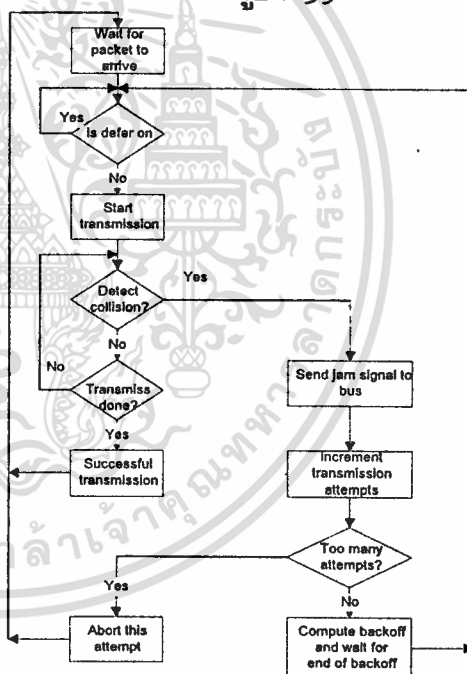 Wait for
packet to
arrive
Yes
is defer on
No
Start
transmission
Yes
Detect
collision?
No
No
Transmiss
done?
Send jam signal to
bus
Yes
Successful
transmission
Increment
transmission
attempts
Too many
attempts?
Yes
No
Abort this
attempt
Compute backoff
and wait for
end of backoff